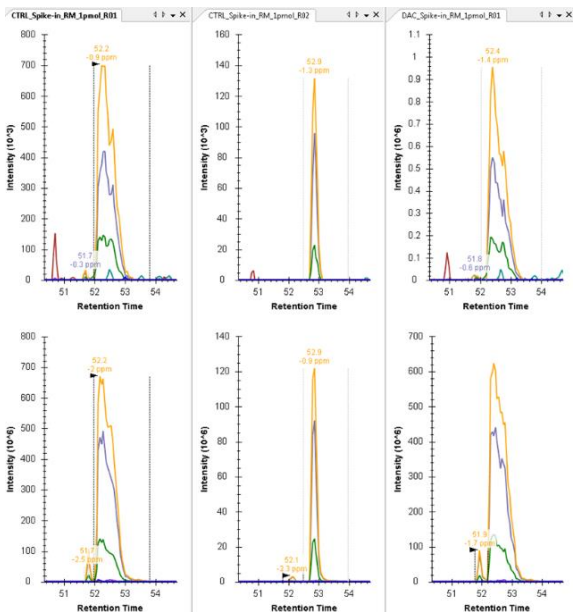 CTRL_Spike-in_RM_1pmol_R01
CTRL_Spike-in_RM_1pmol_R02
DAC_Spike-in_RM_1pmol_R01
800
700
600
500
400
300
200
100
0
Intensity (10^3)
52.2
-0.9 ppm
51.7
-0.3 ppm
51 52 53 54
Retention Time
160
140
120
100
80
60
40
20
0
Intensity (10^3)
52.9
-1.3 ppm
51 52 53 54
Retention Time
1.1
1
0.9
0.8
0.7
0.6
0.5
0.4
0.3
0.2
0.1
0
Intensity (10^6)
52.4
-1.4 ppm
51.8
-0.6 ppm
51 52 53 54
Retention Time
800
700
600
500
400
300
200
100
0
Intensity (10^6)
52.2
-2 ppm
51.7
51 52 53 54
Retention Time
140
120
100
80
60
40
20
0
Intensity (10^6)
52.9
-0.9 ppm
52.1
-2.3 ppm
51 52 53 54
Retention Time
700
600
500
400
300
200
100
0
Intensity (10^6)
51.9
-1.7 ppm
51 52 53 54
Retention Time